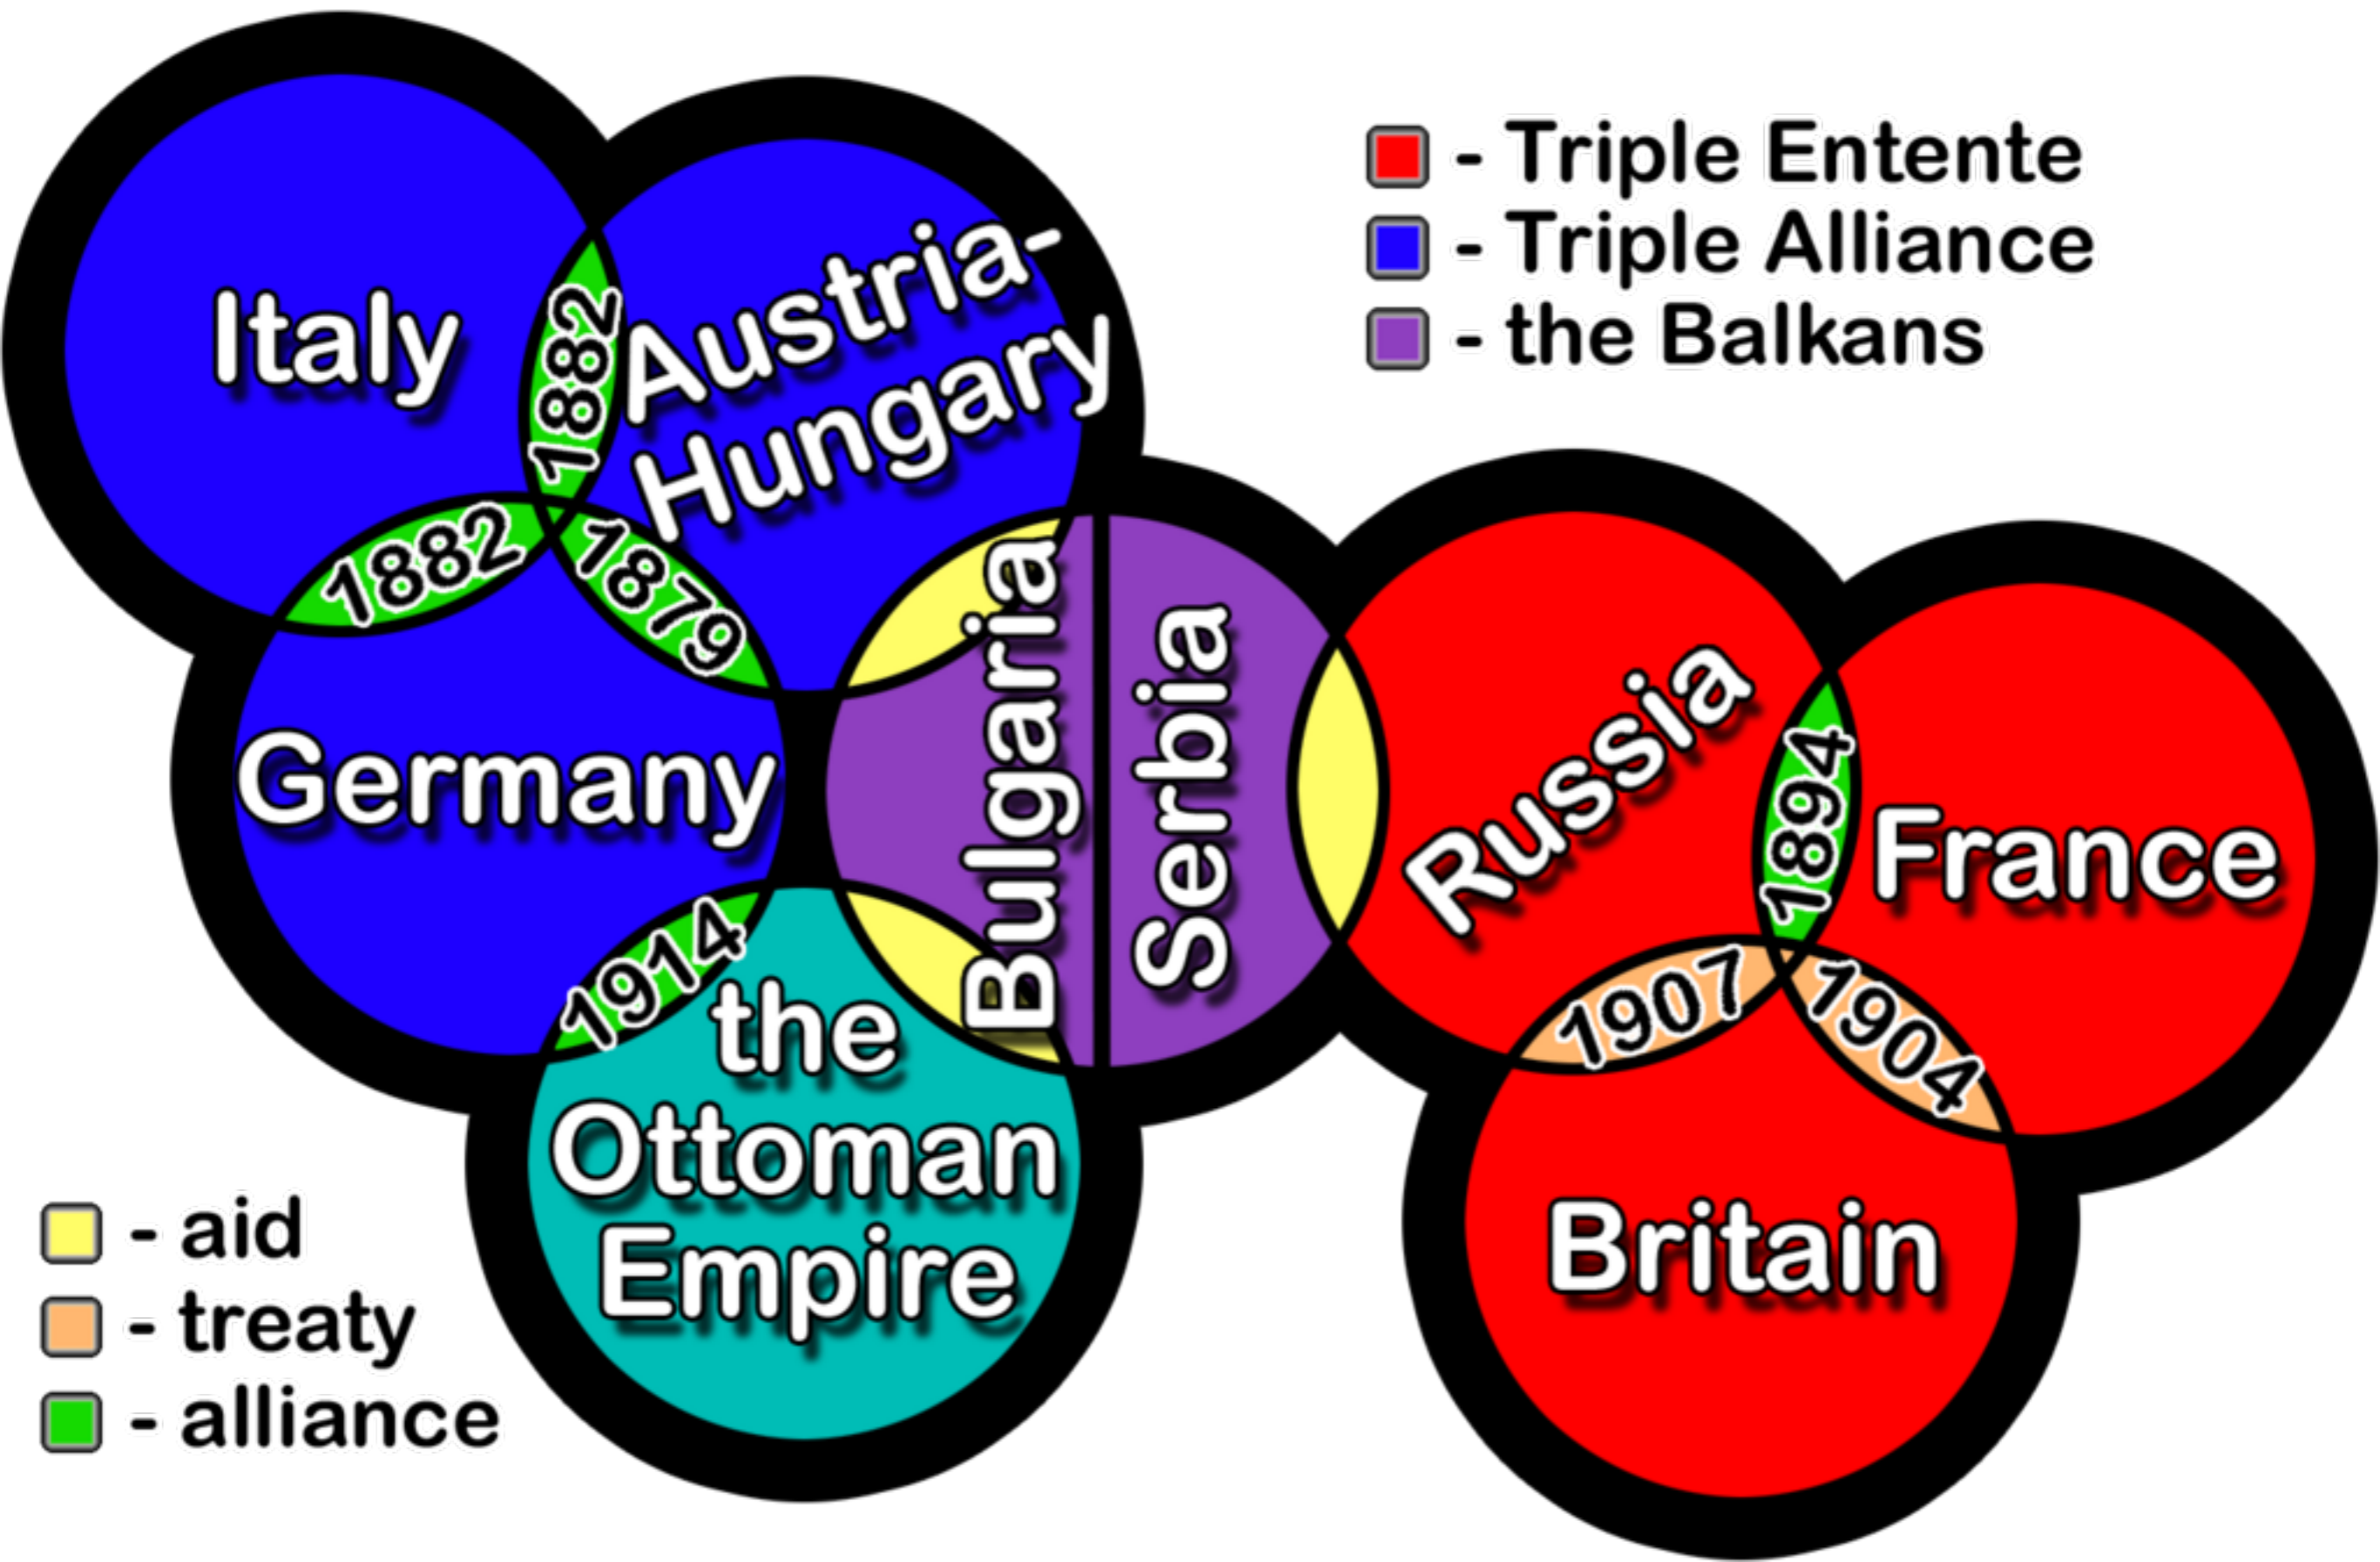 Italy
1882
Austria-
Hungary
1882
1879
Germany
1914
the
Ottoman
Empire
Bulgaria
Serbia
- Triple Entente
- Triple Alliance
- the Balkans
Russia
1894
France
1907
1904
Britain
- aid
- treaty
- alliance